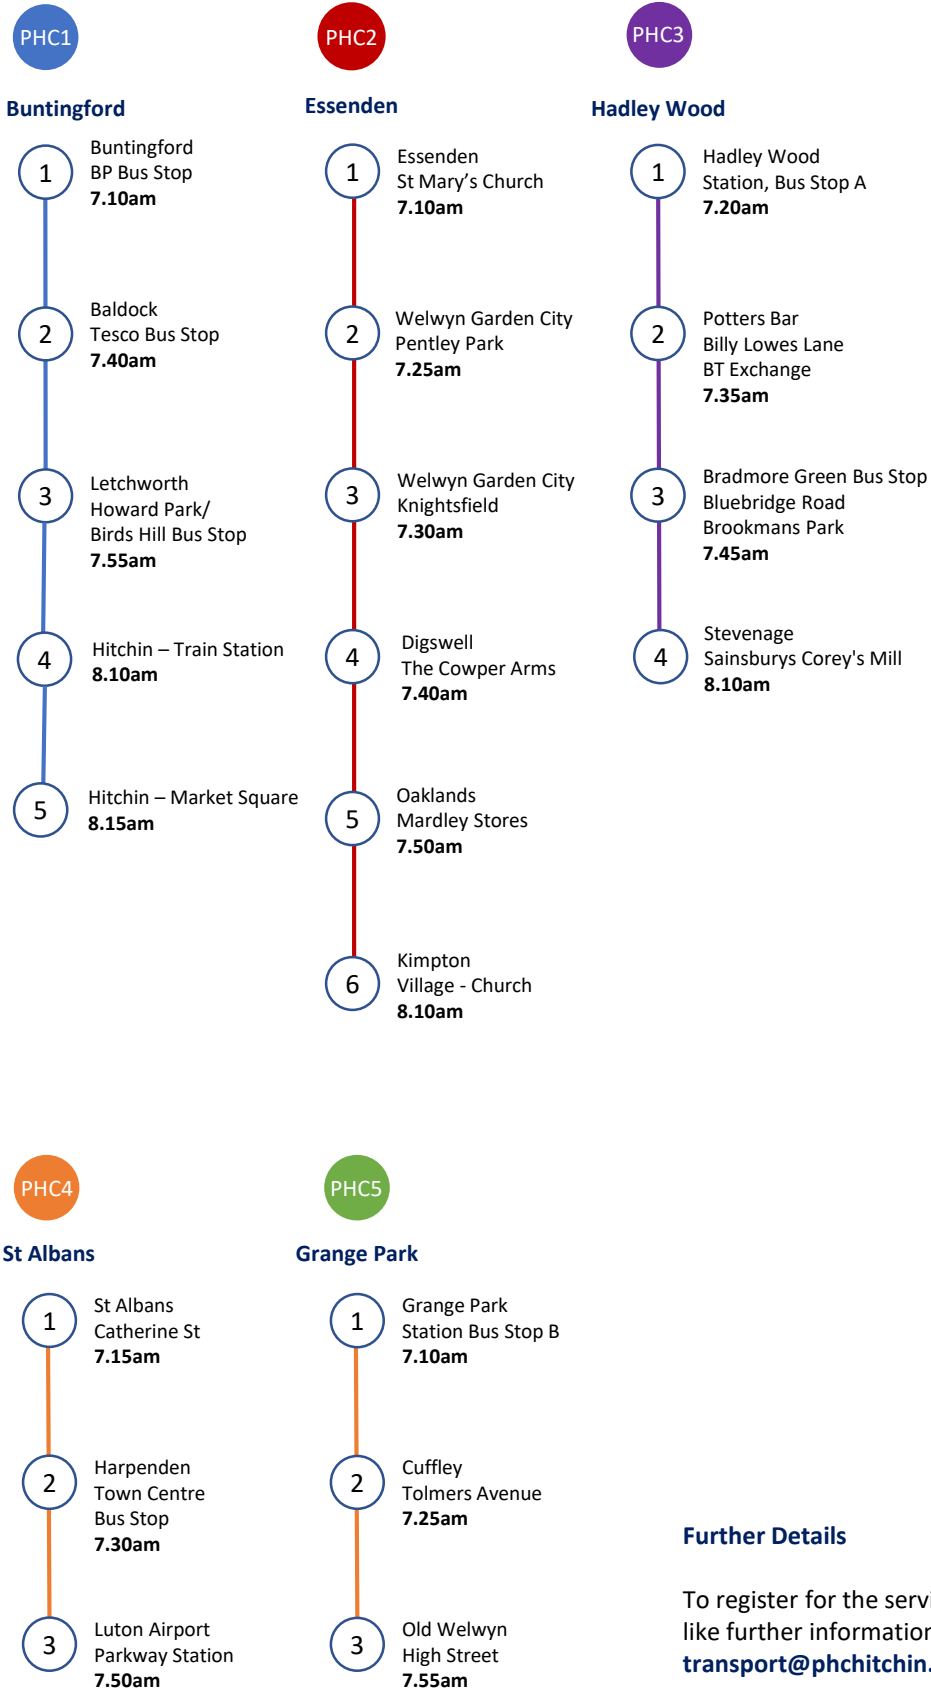 PHC1
Buntingford
1
Buntingford
BP Bus Stop
7.10am
2
Baldock
Tesco Bus Stop
7.40am
3
Letchworth
Howard Park/
Birds Hill Bus Stop
7.55am
4
Hitchin – Train Station
8.10am
5
Hitchin – Market Square
8.15am
PHC2
Essenden
1
Essenden
St Mary’s Church
7.10am
2
Welwyn Garden City
Pentley Park
7.25am
3
Welwyn Garden City
Knightsfield
7.30am
4
Digswell
The Cowper Arms
7.40am
5
Oaklands
Mardley Stores
7.50am
6
Kimpton
Village - Church
8.10am
PHC3
Hadley Wood
1
Hadley Wood
Station, Bus Stop A
7.20am
2
Potters Bar
Billy Lowes Lane
BT Exchange
7.35am
3
Bradmore Green Bus Stop
Bluebridge Road
Brookmans Park
7.45am
4
Stevenage
Sainsburys Corey's Mill
8.10am
PHC4
St Albans
1
St Albans
Catherine St
7.15am
2
Harpenden
Town Centre
Bus Stop
7.30am
3
Luton Airport
Parkway Station
7.50am
PHC5
Grange Park
1
Grange Park
Station Bus Stop B
7.10am
2
Cuffley
Tolmers Avenue
7.25am
3
Old Welwyn
High Street
7.55am
Further Details
To register for the servi
like further information
transport@phchitchin.